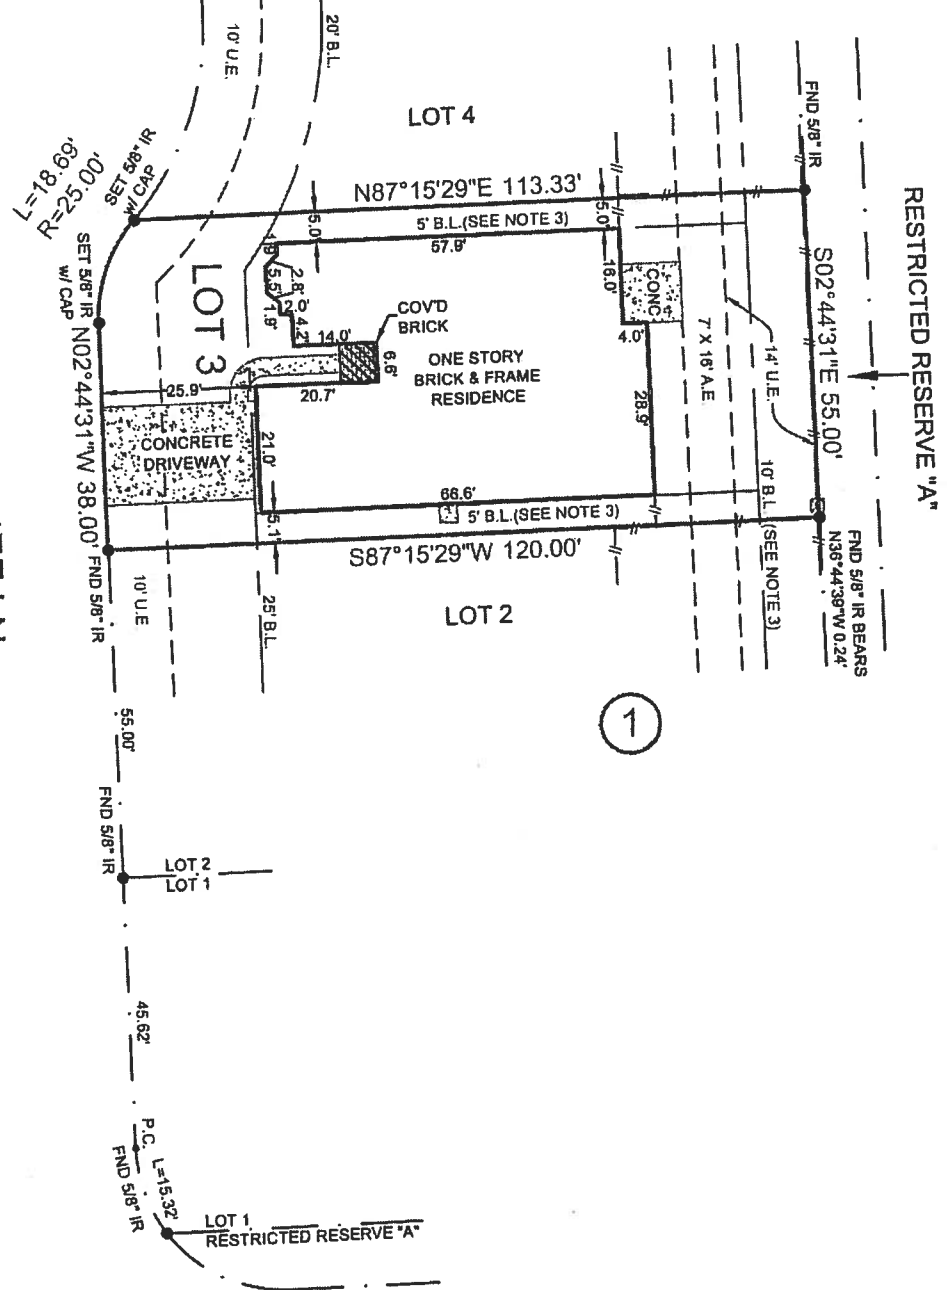 20' B.L.
10' U.E.
LOT 4
FND 5/8" IR
RESTRICTED RESERVE "A"
SET 5/8" IR
w/ CAP
L=18.69'
R=25.00'
N87°15'29"E 113.33'
5' B.L.(SEE NOTE 3)
57.9'
5.0'
5.0'
S02°44'31"E 55.00'
SET 5/8" IR
w/ CAP
LOT 3
5.5'
2.8'
1.9'
2.0'
4.2'
14.0'
COV'D
BRICK
6.6'
16.0'
CONC
4.0'
7' X 16' A.E.
14' U.E.
ONE STORY
BRICK & FRAME
RESIDENCE
28.9'
25.9'
20.7'
N02°44'31"W 38.00'
CONCRETE
DRIVEWAY
21.0'
5.1'
66.6'
5' B.L.(SEE NOTE 3)
10' B.L. (SEE NOTE 3)
S87°15'29"W 120.00'
FND 5/8" IR BEARS
N36°44'39"W 0.24'
FND 5/8" IR
10' U.E
25' B.L.
LOT 2
1
55.00'
FND 5/8" IR
LOT 2
LOT 1
45.62'
P.C.
FND 5/8" IR
L=15.32'
LOT 1
RESTRICTED RESERVE "A"